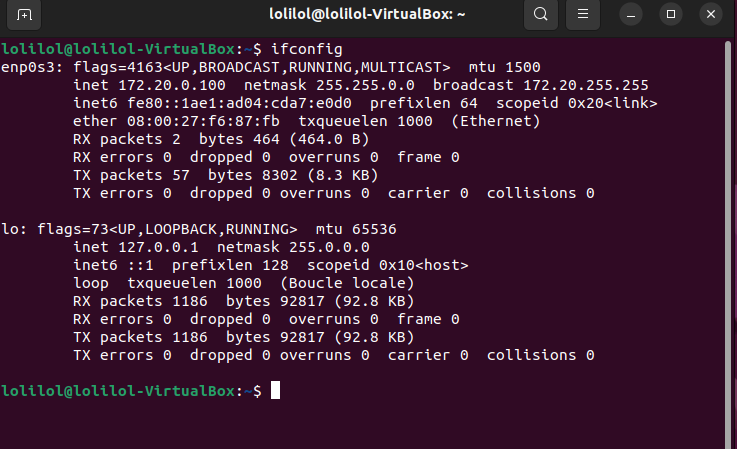 lolilol@lolilol-VirtualBox: ~
lolilol@lolilol-VirtualBox:~$ ifconfig
enp0s3: flags=4163<UP,BROADCAST,RUNNING,MULTICAST>  mtu 1500
        inet 172.20.0.100  netmask 255.255.0.0  broadcast 172.20.255.255
        inet6 fe80::1ae1:ad04:cda7:e0d0  prefixlen 64  scopeid 0x20<link>
        ether 08:00:27:f6:87:fb  txqueuelen 1000  (Ethernet)
        RX packets 2  bytes 464 (464.0 B)
        RX errors 0  dropped 0  overruns 0  frame 0
        TX packets 57  bytes 8302 (8.3 KB)
        TX errors 0  dropped 0 overruns 0  carrier 0  collisions 0
lo: flags=73<UP,LOOPBACK,RUNNING>  mtu 65536
        inet 127.0.0.1  netmask 255.0.0.0
        inet6 ::1  prefixlen 128  scopeid 0x10<host>
        loop  txqueuelen 1000  (Boucle locale)
        RX packets 1186  bytes 92817 (92.8 KB)
        RX errors 0  dropped 0  overruns 0  frame 0
        TX packets 1186  bytes 92817 (92.8 KB)
        TX errors 0  dropped 0 overruns 0  carrier 0  collisions 0
lolilol@lolilol-VirtualBox:~$